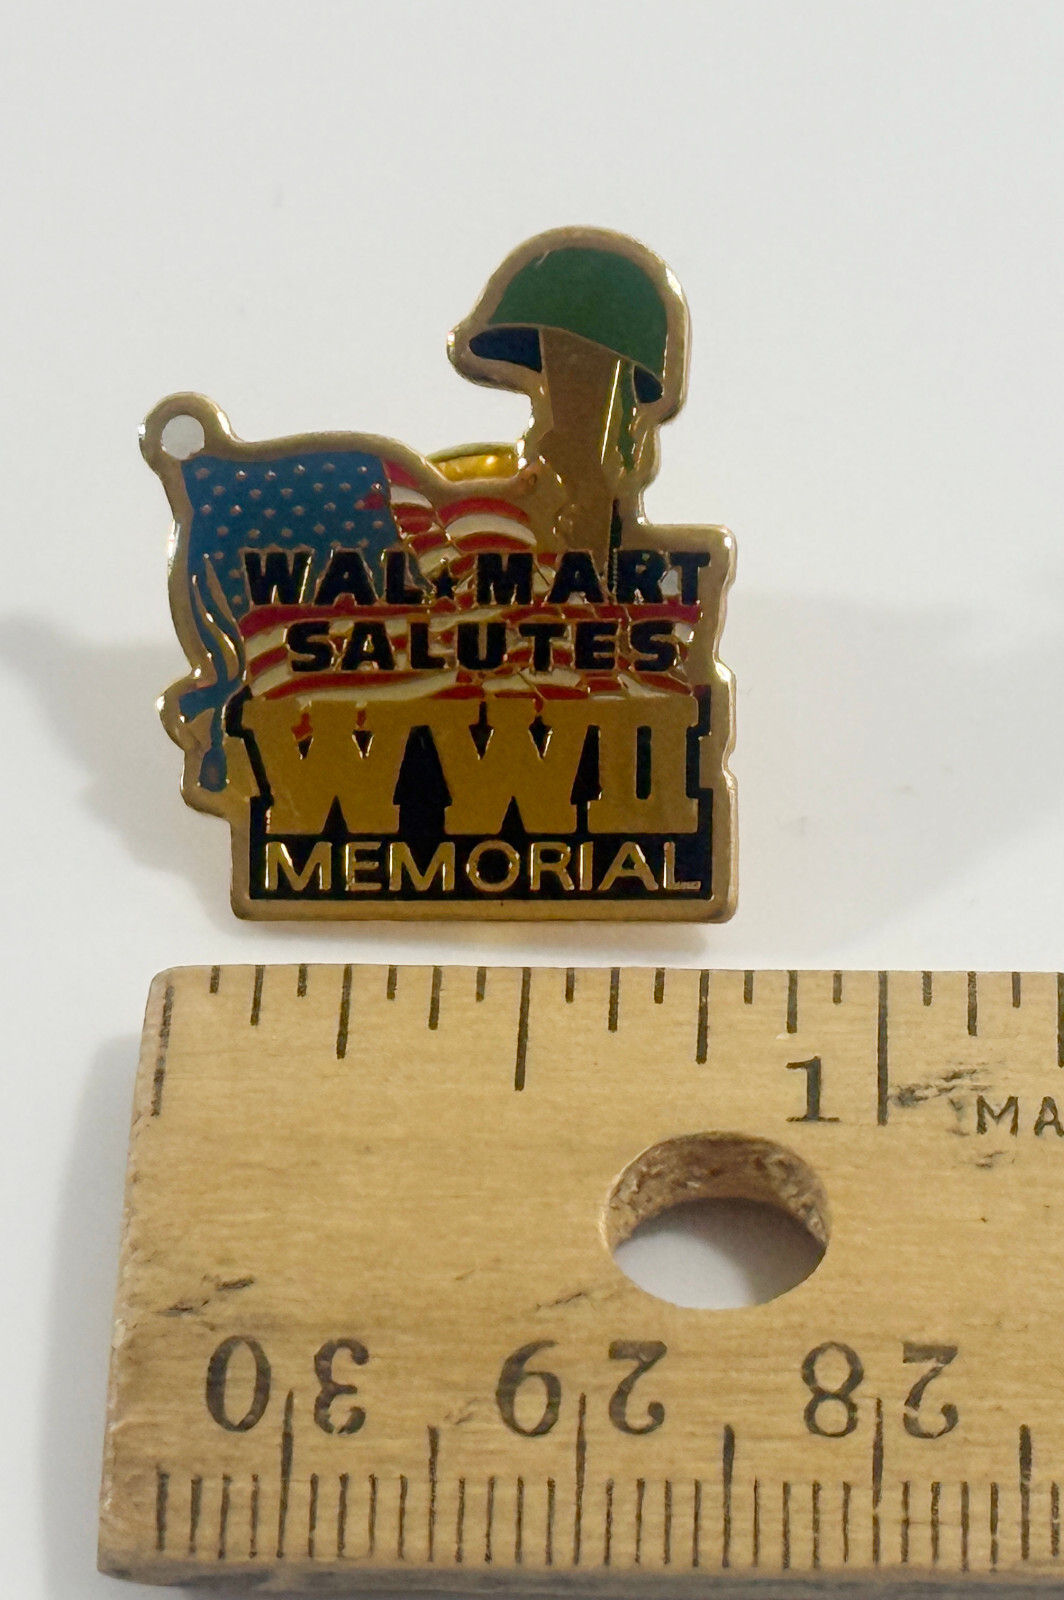 WAL★MART
SALUTES
WWII
MEMORIAL
1
MA
30
29
28